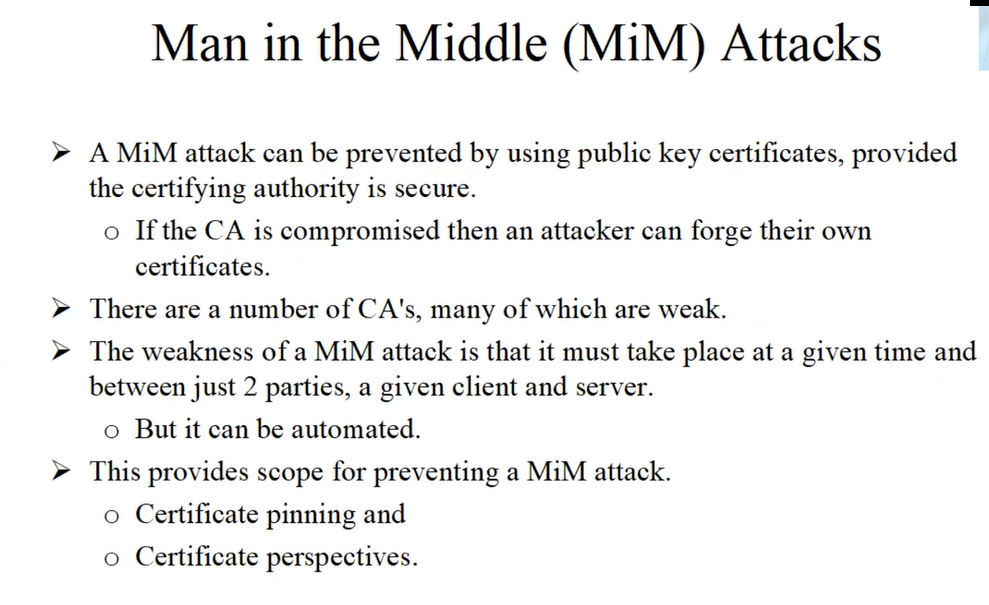 Man in the Middle (MiM) Attacks
➢ A MiM attack can be prevented by using public key certificates, provided
the certifying authority is secure.
o If the CA is compromised then an attacker can forge their own
certificates.
➢ There are a number of CA's, many of which are weak.
➢ The weakness of a MiM attack is that it must take place at a given time and
between just 2 parties, a given client and server.
o But it can be automated.
➢ This provides scope for preventing a MiM attack.
o Certificate pinning and
o Certificate perspectives.